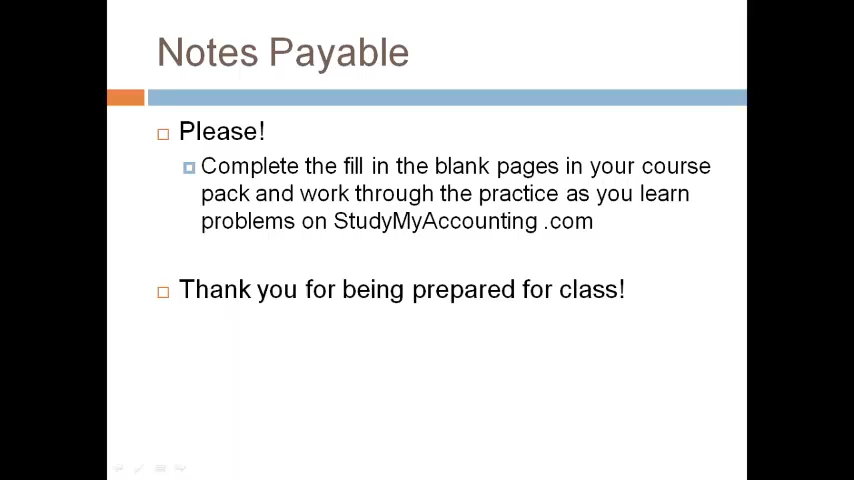 Notes Payable
Please!
Complete the fill in the blank pages in your course
pack and work through the practice as you learn
problems on StudyMyAccounting .com
Thank you for being prepared for class!